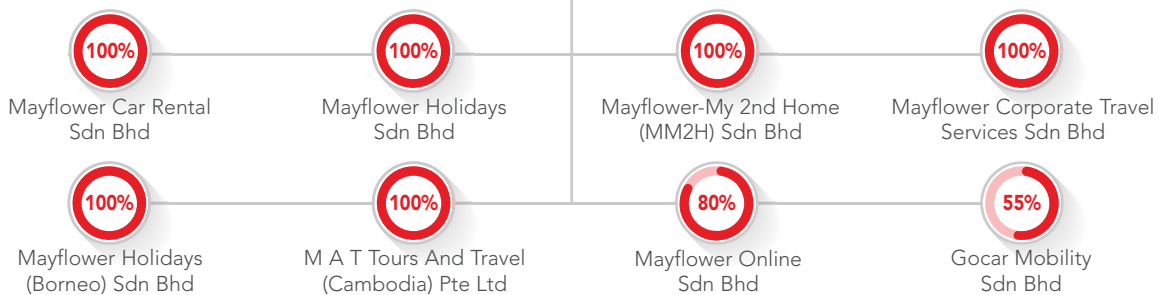 100%
Mayflower Car Rental
Sdn Bhd
100%
Mayflower Holidays
Sdn Bhd
100%
Mayflower-My 2nd Home
(MM2H) Sdn Bhd
100%
Mayflower Corporate Travel
Services Sdn Bhd
100%
Mayflower Holidays
(Borneo) Sdn Bhd
100%
M A T Tours And Travel
(Cambodia) Pte Ltd
80%
Mayflower Online
Sdn Bhd
55%
Gocar Mobility
Sdn Bhd